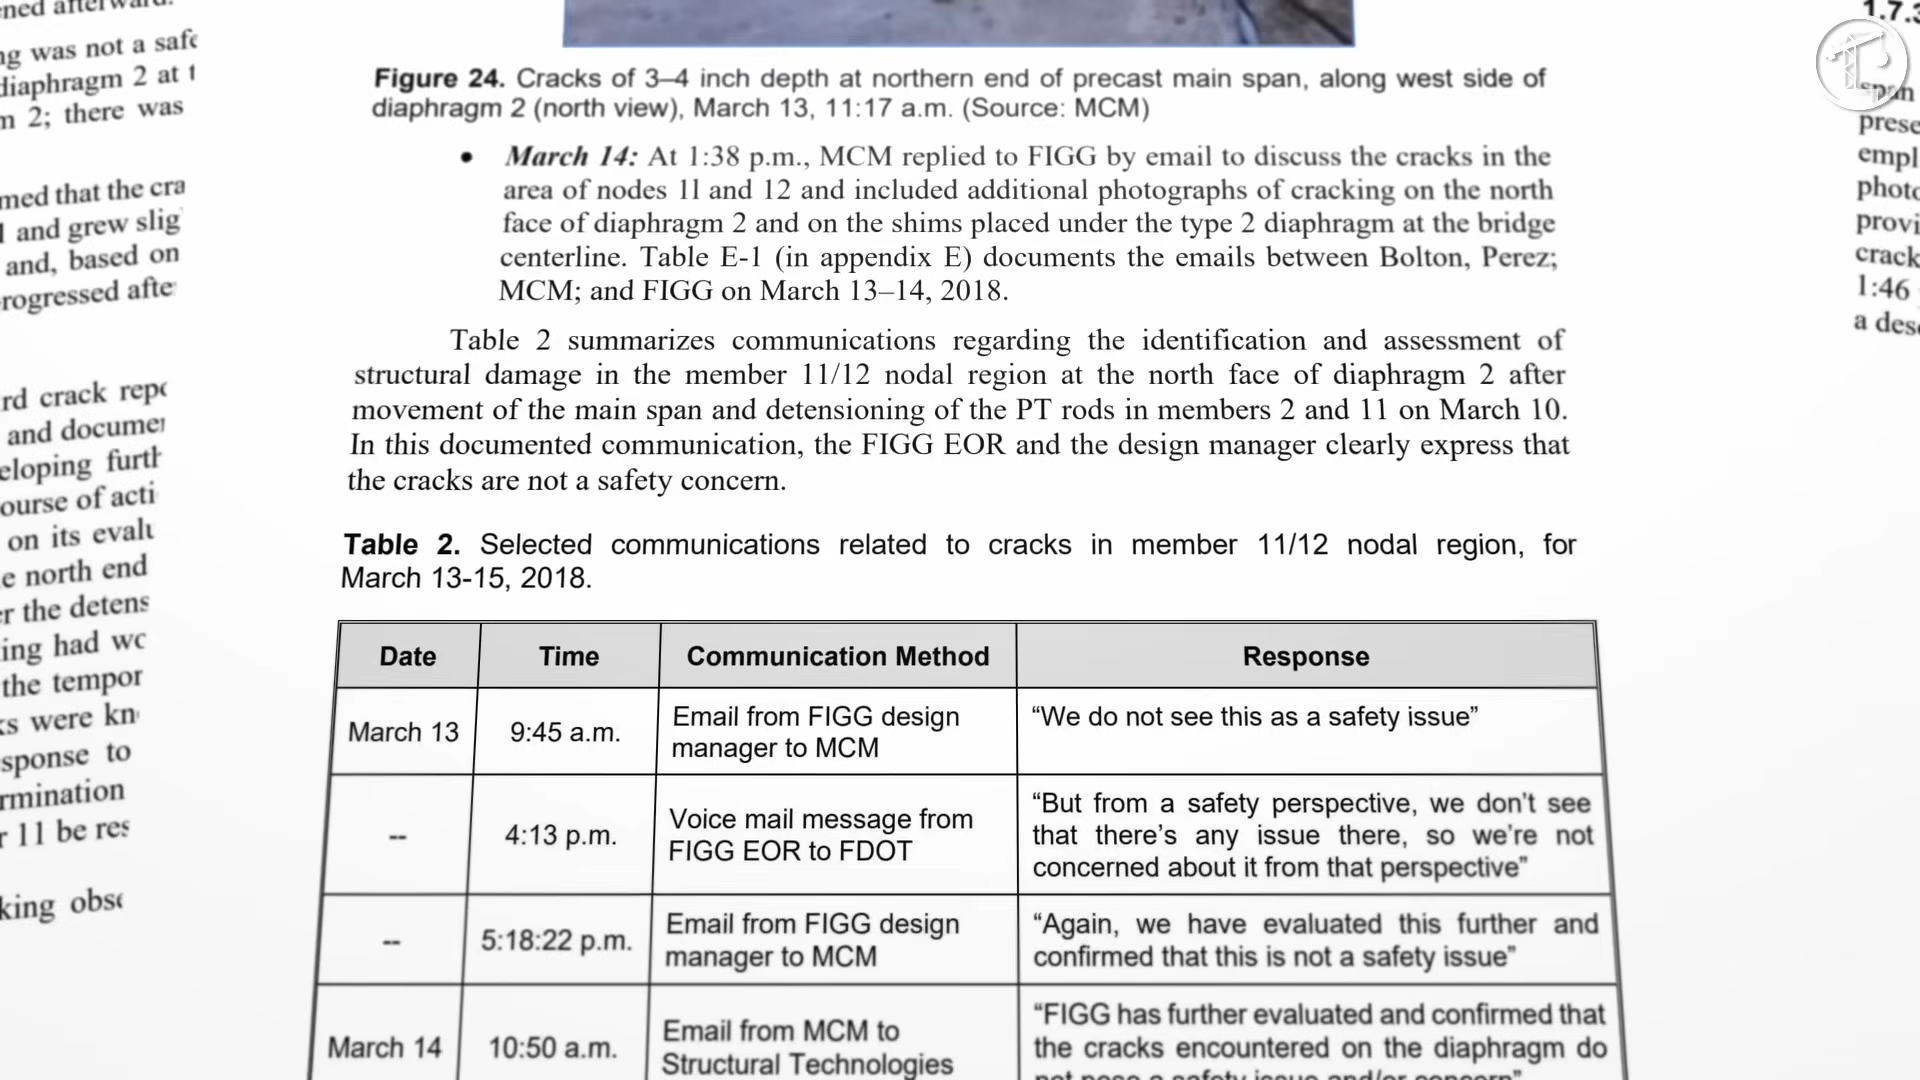 ng was not a safe
diaphragm 2 at t
m 2; there was
med that the cra
and grew slig
and, based on
rogressed afte
rd crack repo
and documen
eloping furth
ourse of acti
on its evalu
e north end
er the detens
king had wo
the tempor
ks were kn
sponse to
rmination
r 11 be res
king obse
Figure 24. Cracks of 3–4 inch depth at northern end of precast main span, along west side of
diaphragm 2 (north view), March 13, 11:17 a.m. (Source: MCM)
• March 14: At 1:38 p.m., MCM replied to FIGG by email to discuss the cracks in the
area of nodes 11 and 12 and included additional photographs of cracking on the north
face of diaphragm 2 and on the shims placed under the type 2 diaphragm at the bridge
centerline. Table E-1 (in appendix E) documents the emails between Bolton, Perez;
MCM; and FIGG on March 13–14, 2018.
Table 2 summarizes communications regarding the identification and assessment of
structural damage in the member 11/12 nodal region at the north face of diaphragm 2 after
movement of the main span and detensioning of the PT rods in members 2 and 11 on March 10.
In this documented communication, the FIGG EOR and the design manager clearly express that
the cracks are not a safety concern.
Table 2. Selected communications related to cracks in member 11/12 nodal region, for
March 13-15, 2018.
Date Time Communication Method Response
March 13 9:45 a.m. Email from FIGG design
manager to MCM
“We do not see this as a safety issue”
-- 4:13 p.m. Voice mail message from
FIGG EOR to FDOT
“But from a safety perspective, we don’t see
that there’s any issue there, so we’re not
concerned about it from that perspective”
-- 5:18:22 p.m. Email from FIGG design
manager to MCM
“Again, we have evaluated this further and
confirmed that this is not a safety issue”
March 14 10:50 a.m. Email from MCM to
Structural Technologies
“FIGG has further evaluated and confirmed that
the cracks encountered on the diaphragm do
not pose a safety issue and/or concern”
1.7.3
span
prese
empl
photo
provi
crack
1:46
a desc